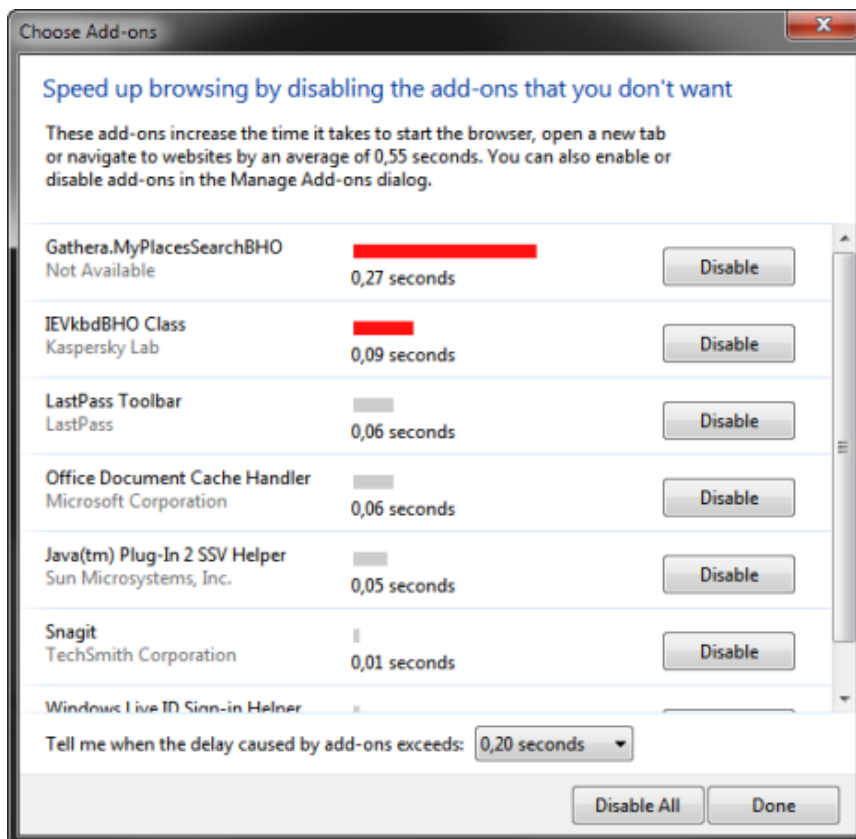 Choose Add-ons
Speed up browsing by disabling the add-ons that you don't want
These add-ons increase the time it takes to start the browser, open a new tab
or navigate to websites by an average of 0,55 seconds. You can also enable or
disable add-ons in the Manage Add-ons dialog.
Gathera.MyPlacesSearchBHO
Not Available
0,27 seconds
Disable
IEVkbdBHO Class
Kaspersky Lab
0,09 seconds
Disable
LastPass Toolbar
LastPass
0,06 seconds
Disable
Office Document Cache Handler
Microsoft Corporation
0,06 seconds
Disable
Java(tm) Plug-In 2 SSV Helper
Sun Microsystems, Inc.
0,05 seconds
Disable
Snagit
TechSmith Corporation
0,01 seconds
Disable
Windows Live ID Sign-in Helper
Tell me when the delay caused by add-ons exceeds: 0,20 seconds
Disable All Done